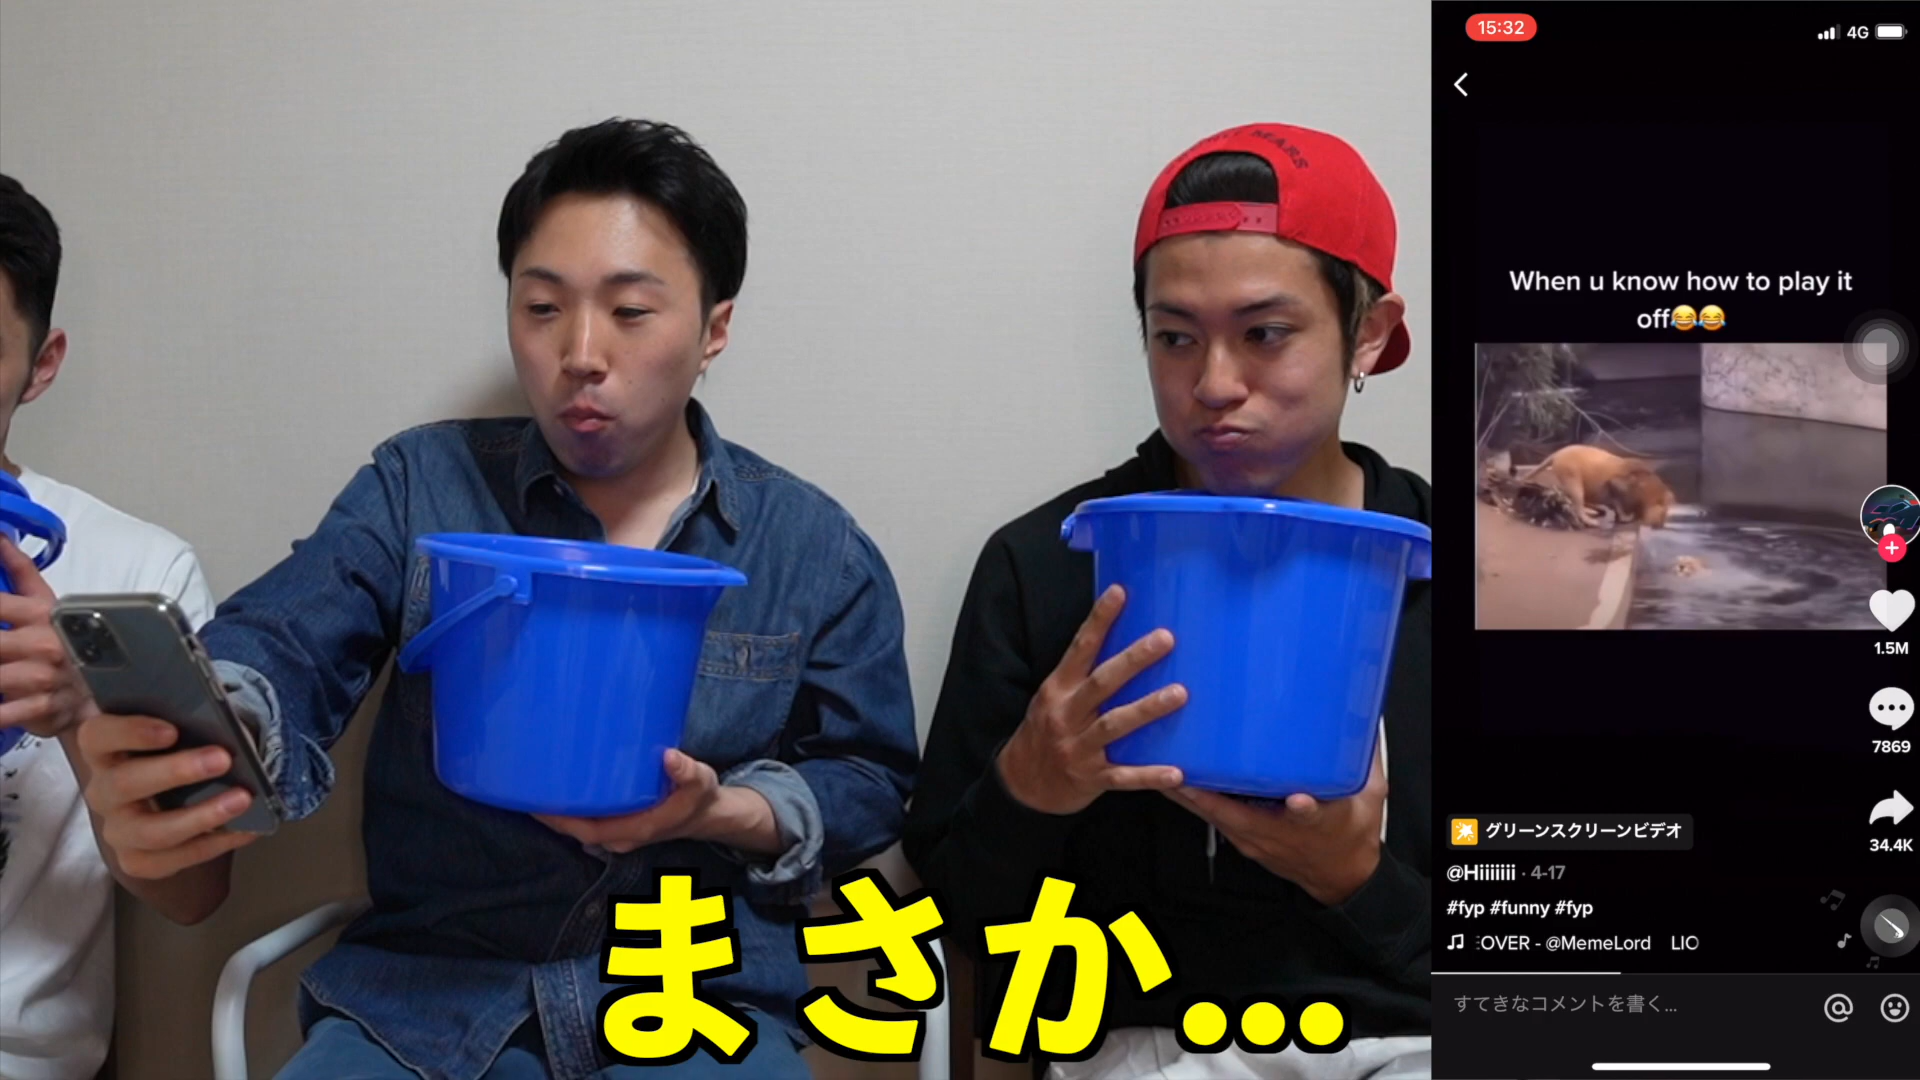 MARS
まさか...
15:32
4G
When u know how to play it
off😂😂
1.5M
7869
34.4K
グリーンスクリーンビデオ
@Hiiiiiii · 4-17
#fyp #funny #fyp
OVER - @MemeLord LIO
すてきなコメントを書く...